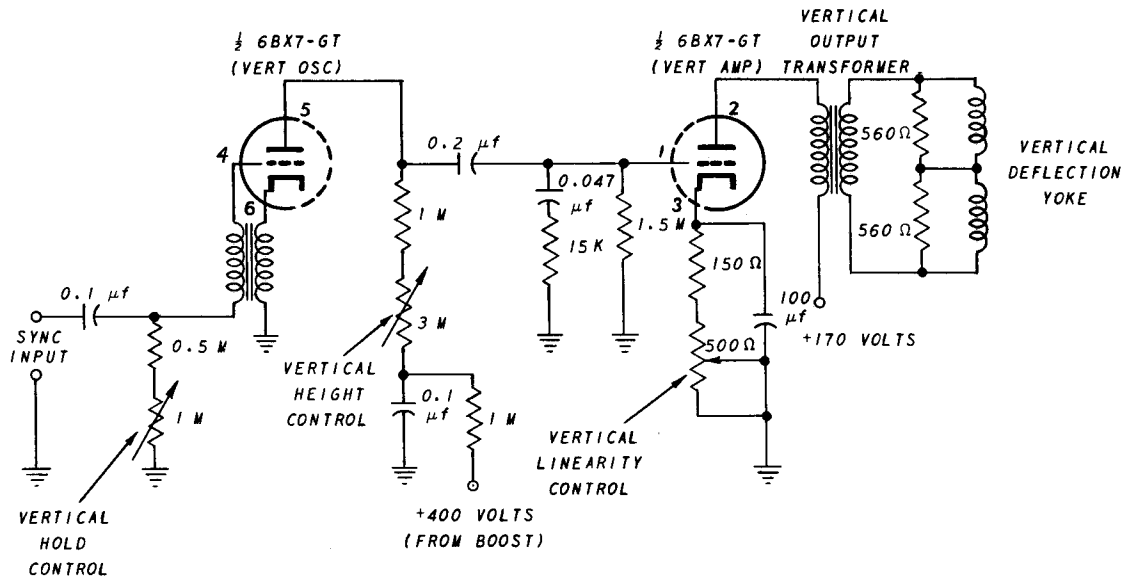 ½ 6BX7-GT
(VERT OSC)
5
4
6
0.1 μf
SYNC
INPUT
0.5 M
1 M
VERTICAL
HOLD
CONTROL
0.2 μf
1 M
3 M
VERTICAL
HEIGHT
CONTROL
0.1
μf
1 M
+400 VOLTS
(FROM BOOST)
0.047
μf
15 K
1.5 M
½ 6BX7-GT
(VERT AMP)
2
1
3
150 Ω
500 Ω
100
μf
VERTICAL
LINEARITY
CONTROL
VERTICAL
OUTPUT
TRANSFORMER
+170 VOLTS
560 Ω
560 Ω
VERTICAL
DEFLECTION
YOKE